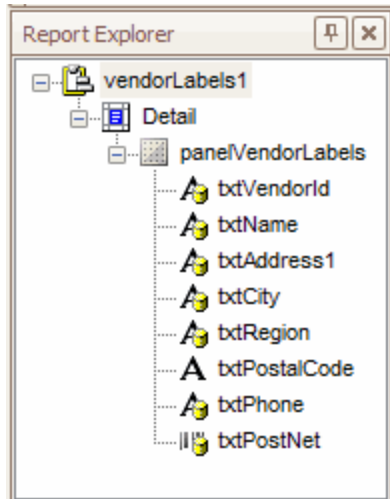 Report Explorer
vendorLabels1
Detail
panelVendorLabels
txtVendorId
txtName
txtAddress1
txtCity
txtRegion
txtPostalCode
txtPhone
txtPostNet